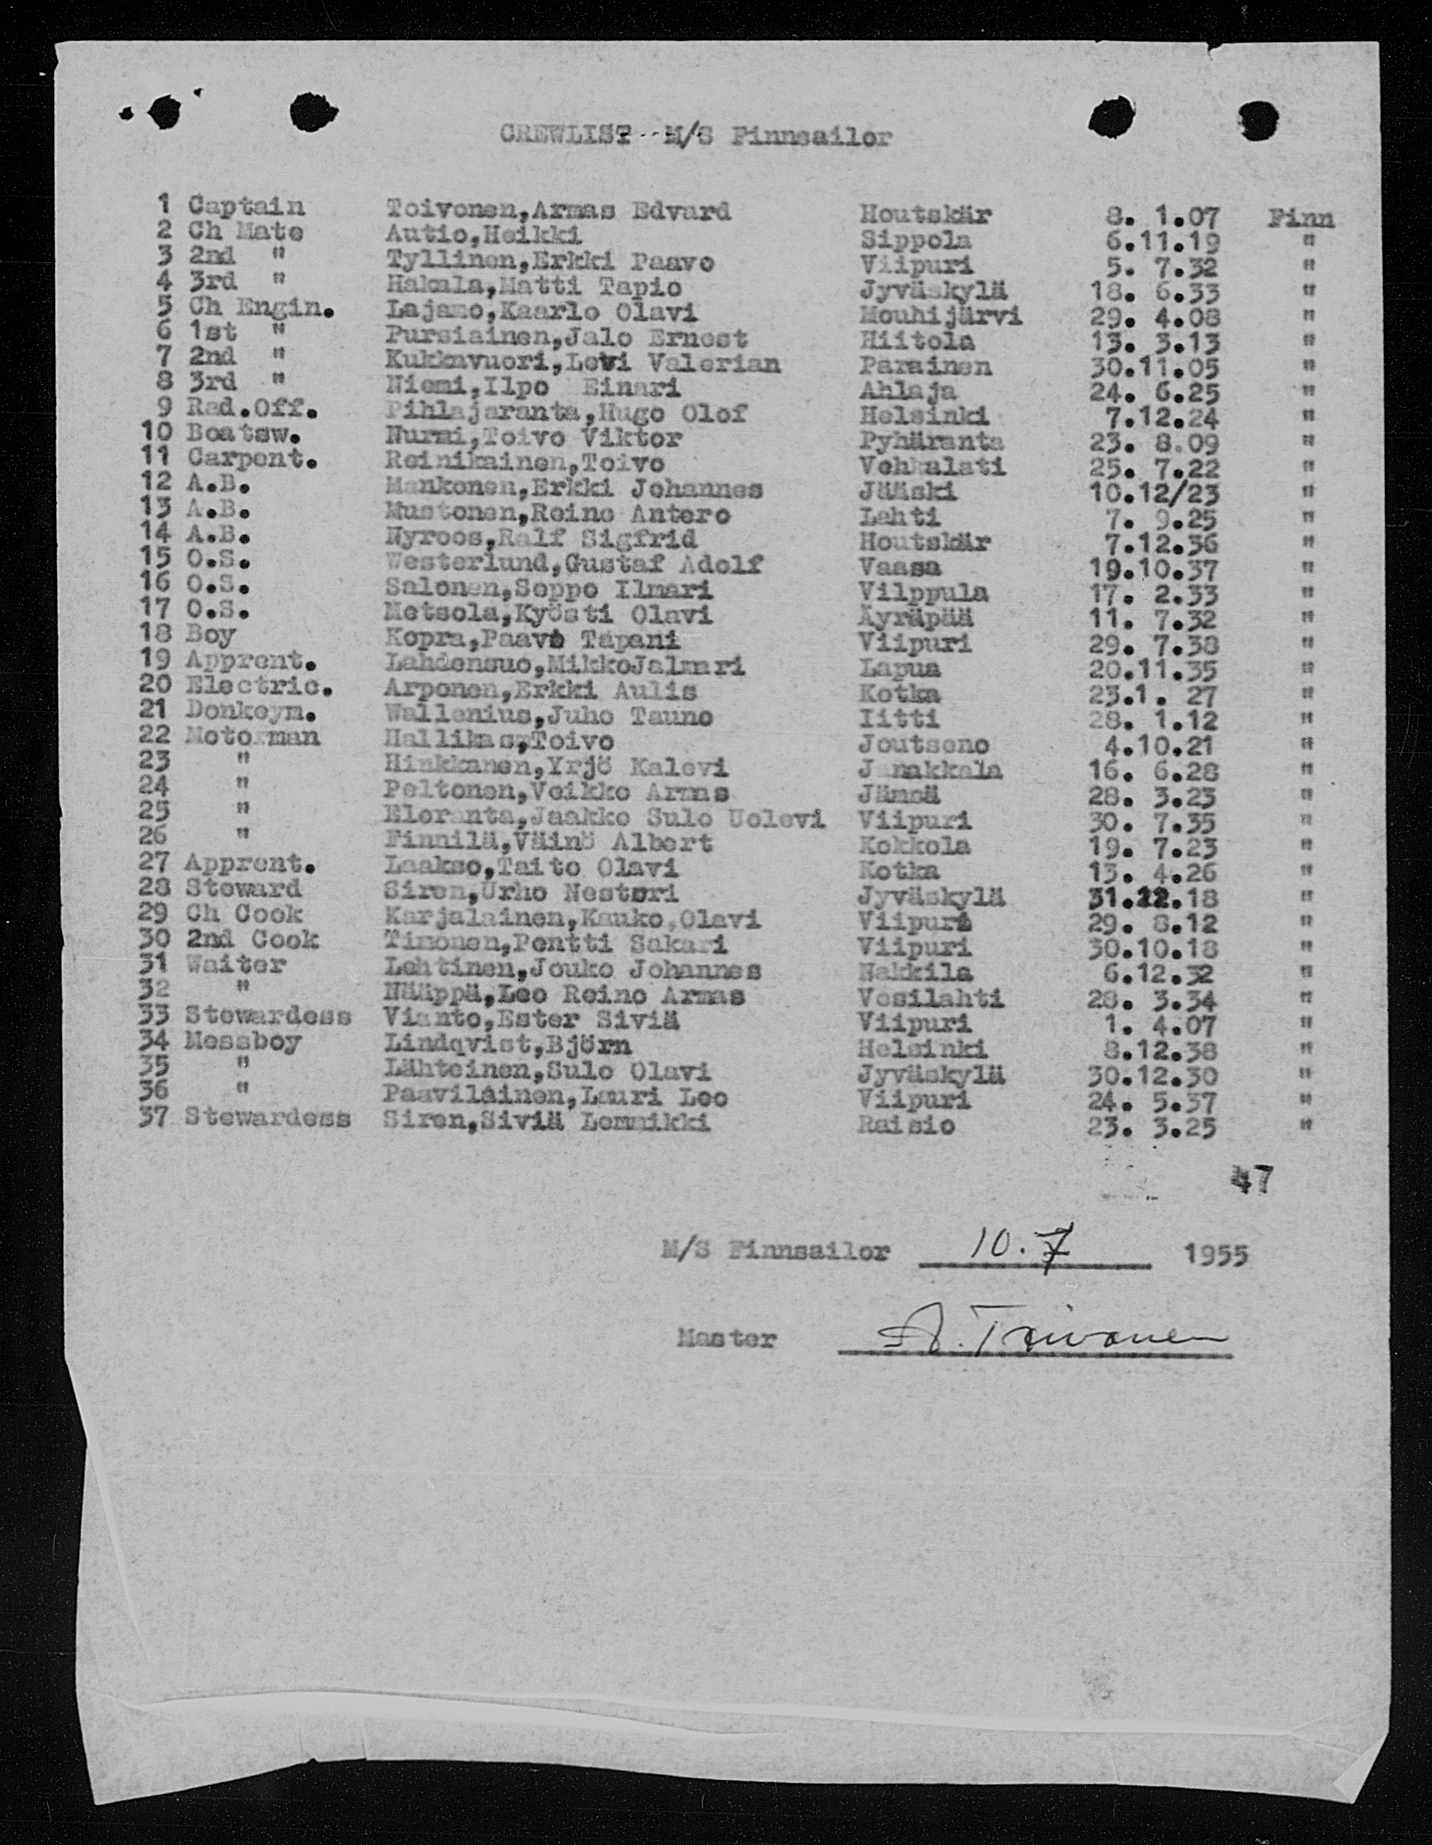 CREWLIST - M/S Finnsailor
1 Captain Toivonen,Armas Edvard Houtskär 8. 1.07 Finn
2 Ch Mate Autio,Heikki Sippola 6.11.19 "
3 2nd " Tyllinen,Erkki Paavo Viipuri 5. 7.32 "
4 3rd " Hakala,Matti Tapio Jyväskylä 18. 6.33 "
5 Ch Engin. Lajamo,Kaarlo Olavi Mouhijärvi 29. 4.08 "
6 1st " Pursiainen,Jalo Ernest Hiitola 13. 3.13 "
7 2nd " Kukkavuori,Levi Valerian Parainen 30.11.05 "
8 3rd " Niemi,Ilpo Einari Ahlaja 24. 6.25 "
9 Rad.Off. Pihlajaranta,Hugo Olof Helsinki 7.12.24 "
10 Boatsw. Nurmi,Toivo Viktor Pyhäranta 23. 8.09 "
11 Carpent. Reinikainen,Toivo Vehkalati 25. 7.22 "
12 A.B. Mankonen,Erkki Johannes Jääski 10.12/23 "
13 A.B. Mustonen,Reino Antero Lahti 7. 9.25 "
14 A.B. Nyroos,Ralf Sigfrid Houtskär 7.12.36 "
15 O.S. Westerlund,Gustaf Adolf Vaasa 19.10.37 "
16 O.S. Salonen,Seppo Ilmari Vilppula 17. 2.33 "
17 O.S. Metsola,Kyösti Olavi Äyräpää 11. 7.32 "
18 Boy Kopra,Paavo Tapani Viipuri 29. 7.38 "
19 Apprent. Lahdensuo,MikkoJalmari Lapua 20.11.35 "
20 Electric. Arponen,Erkki Aulis Kotka 23.1. 27 "
21 Donkeym. Wallenius,Juho Tauno Iitti 28. 1.12 "
22 Motorman Hallikas,Toivo Joutseno 4.10.21 "
23 " Hinkkanen,Yrjö Kalevi Janakkala 16. 6.28 "
24 " Peltonen,Veikko Armas Jämsä 28. 3.23 "
25 " Eloranta,Jaakko Sulo Uolevi Viipuri 30. 7.35 "
26 " Finnilä,Väinö Albert Kokkola 19. 7.23 "
27 Apprent. Laakso,Taito Olavi Kotka 13. 4.26 "
28 Steward Siren,Urho Nestori Jyväskylä 31.12.18 "
29 Ch Cook Karjalainen,Kauko,Olavi Viipuri 29. 8.12 "
30 2nd Cook Timonen,Pentti Sakari Viipuri 30.10.18 "
31 Waiter Lehtinen,Jouko Johannes Nakkila 6.12.32 "
32 " Nääppä,Leo Reino Armas Vesilahti 28. 3.34 "
33 Stewardess Vianto,Ester Siviä Viipuri 1. 4.07 "
34 Messboy Lindqvist,Björn Helsinki 8.12.38 "
35 " Lähteinen,Sulo Olavi Jyväskylä 30.12.30 "
36 " Paavilainen,Lauri Leo Viipuri 24. 5.37 "
37 Stewardess Siren,Siviä Lemmikki Raisio 23. 3.25 "
47
M/S Finnsailor 10.7 1955
Master A. Toivonen